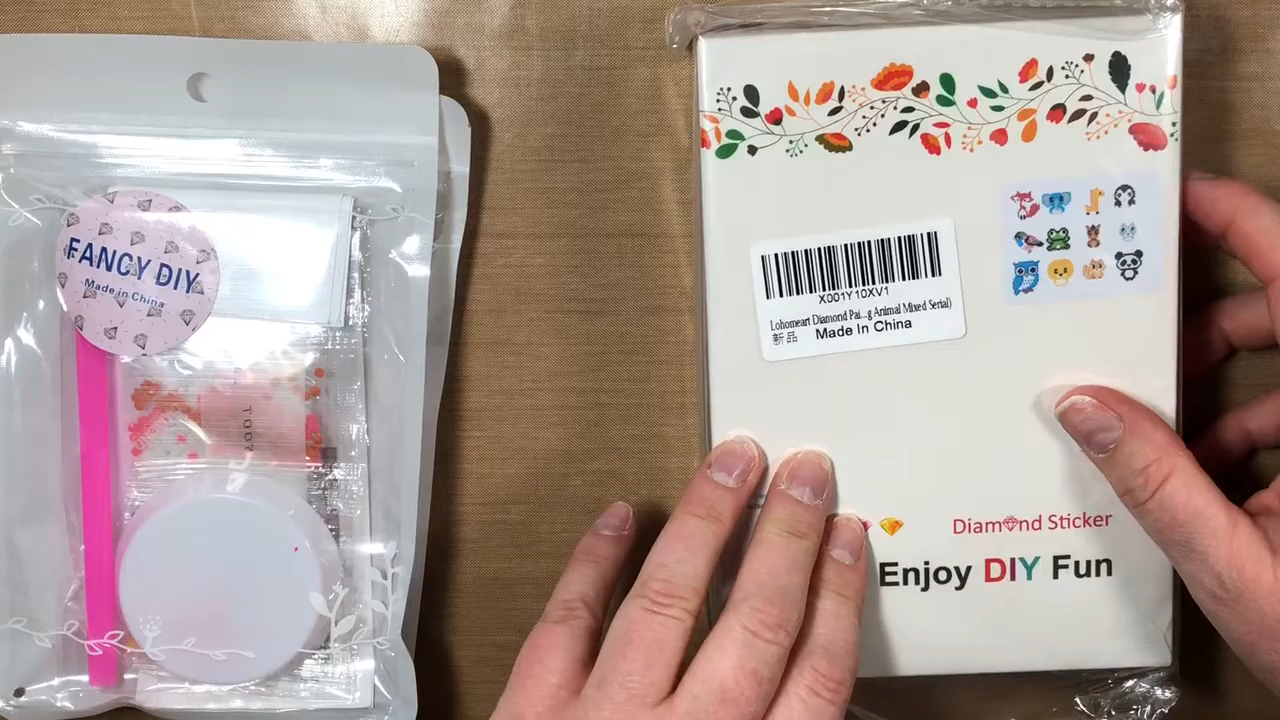 FANCY DIY
Made in China
TOUT
X001Y10XV1
Lohomeart Diamond Pai...g Animal Mixed Serial)
新品 Made In China
Diamond Sticker
Enjoy DIY Fun